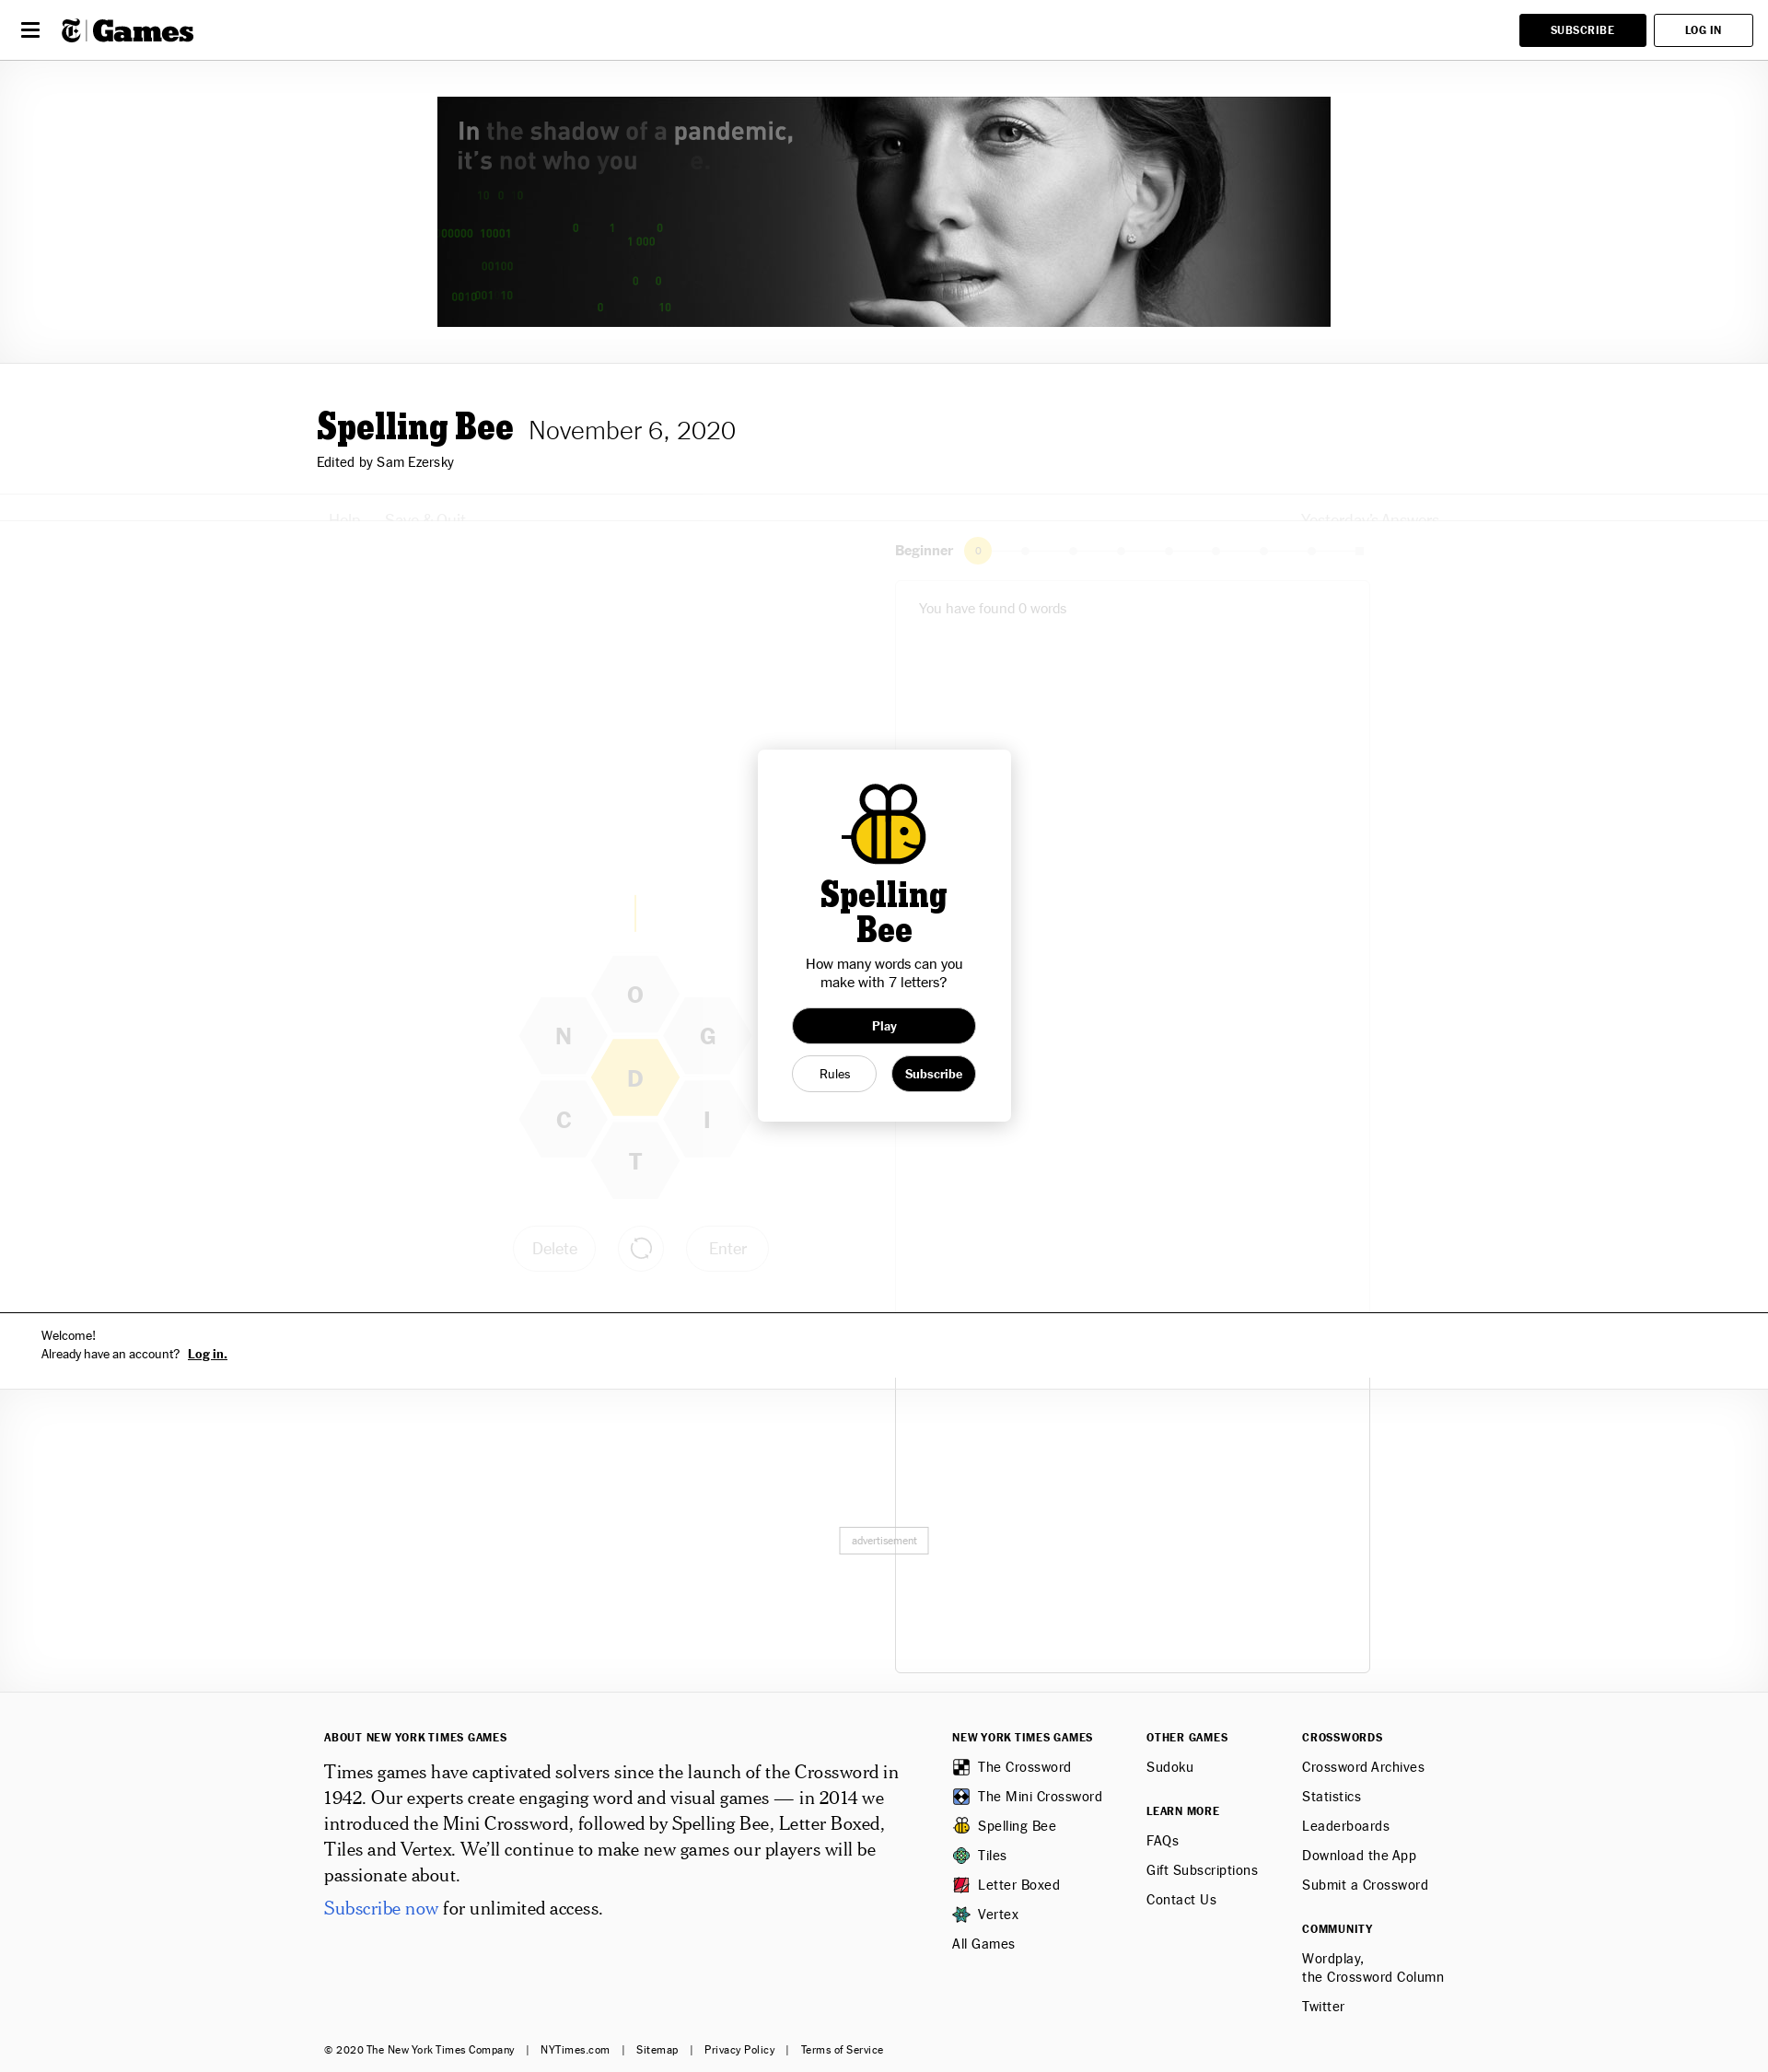 Games
SUBSCRIBE
LOG IN
In the shadow of a pandemic,
it's not who you e.
10 0 0
00000 10001
0 1 0
1 000
00100
0 0
0010 001 10
0 10
Spelling Bee November 6, 2020
Edited by Sam Ezersky
Help Save & Quit
Yesterday's Answers
Beginner 0
You have found 0 words
Spelling
Bee
How many words can you
make with 7 letters?
Play
Rules
Subscribe
O
N
G
D
C
I
T
Delete
Enter
Welcome!
Already have an account? Log in.
advertisement
ABOUT NEW YORK TIMES GAMES
Times games have captivated solvers since the launch of the Crossword in
1942. Our experts create engaging word and visual games — in 2014 we
introduced the Mini Crossword, followed by Spelling Bee, Letter Boxed,
Tiles and Vertex. We'll continue to make new games our players will be
passionate about.
Subscribe now for unlimited access.
NEW YORK TIMES GAMES
The Crossword
The Mini Crossword
Spelling Bee
Tiles
Letter Boxed
Vertex
All Games
OTHER GAMES
Sudoku
LEARN MORE
FAQs
Gift Subscriptions
Contact Us
CROSSWORDS
Crossword Archives
Statistics
Leaderboards
Download the App
Submit a Crossword
COMMUNITY
Wordplay,
the Crossword Column
Twitter
© 2020 The New York Times Company | NYTimes.com | Sitemap | Privacy Policy | Terms of Service